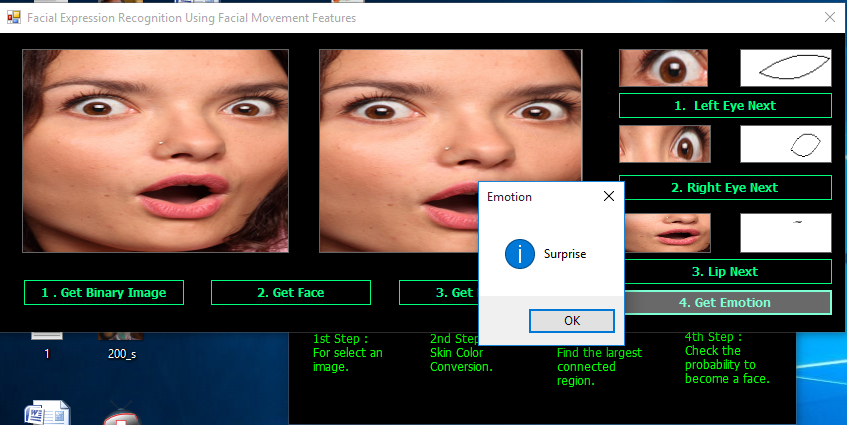 Facial Expression Recognition Using Facial Movement Features
1. Left Eye Next
2. Right Eye Next
Emotion
Surprise
OK
3. Lip Next
1 . Get Binary Image
2. Get Face
3. Get
4. Get Emotion
1st Step :
For select an
image.
2nd Step
Skin Color
Conversion.
Find the largest
connected
region.
4th Step :
Check the
probability to
become a face.
1
200_s